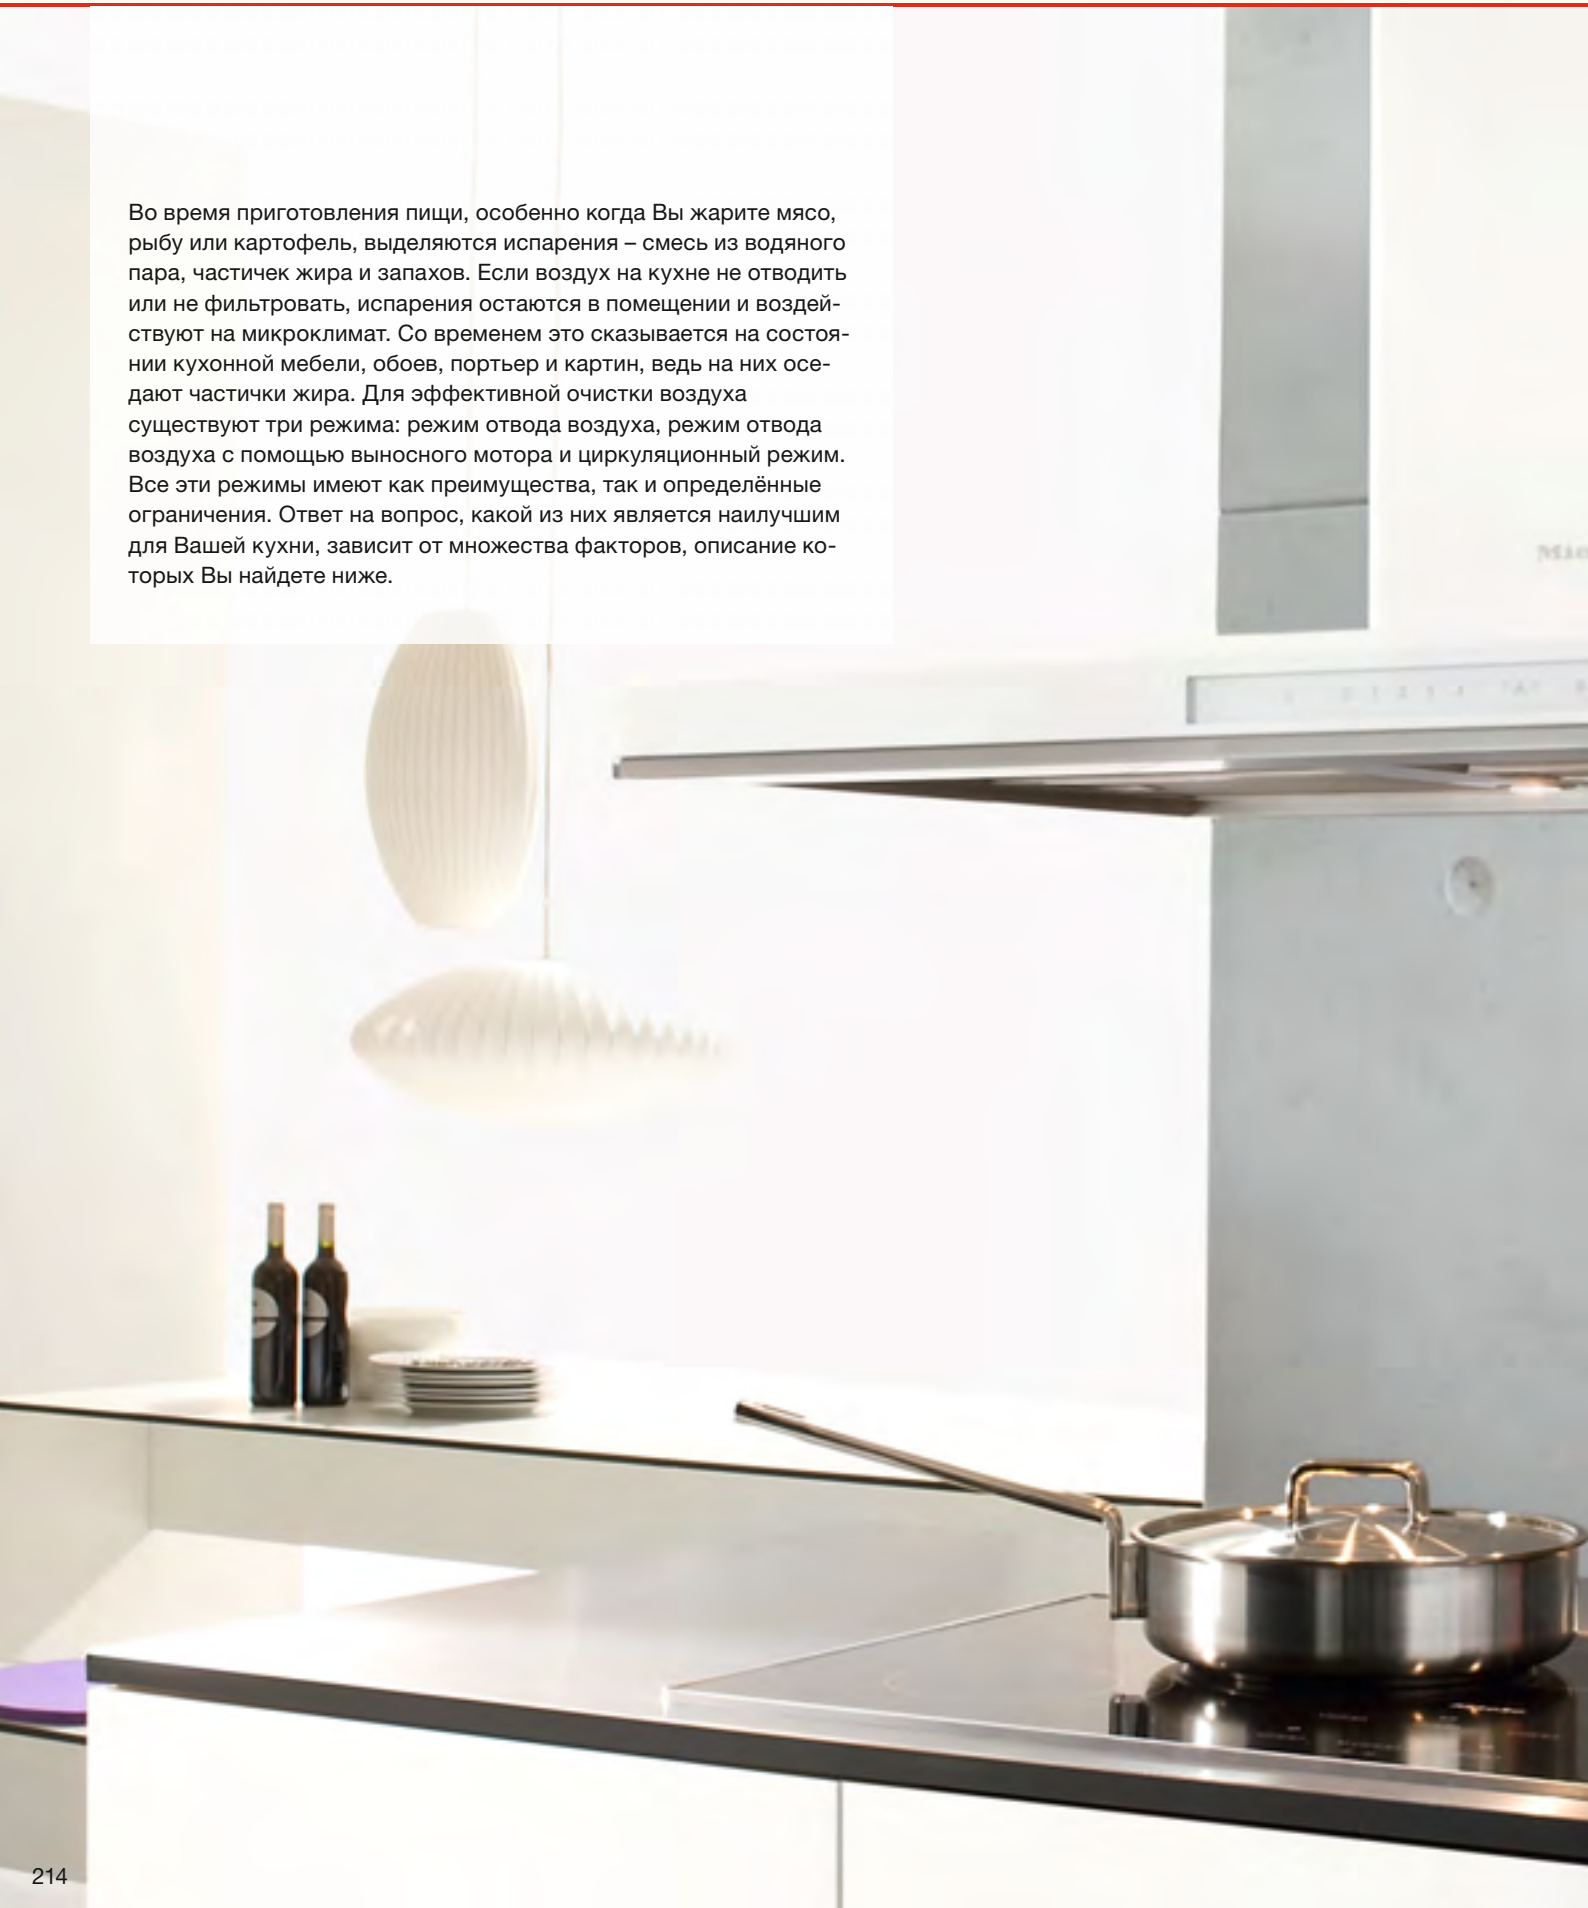 Во время приготовления пищи, особенно когда Вы жарите мясо,
рыбу или картофель, выделяются испарения – смесь из водяного
пара, частичек жира и запахов. Если воздух на кухне не отводить
или не фильтровать, испарения остаются в помещении и воздей-
ствуют на микроклимат. Со временем это сказывается на состоя-
нии кухонной мебели, обоев, портьер и картин, ведь на них осе-
дают частички жира. Для эффективной очистки воздуха
существуют три режима: режим отвода воздуха, режим отвода
воздуха с помощью выносного мотора и циркуляционный режим.
Все эти режимы имеют как преимущества, так и определённые
ограничения. Ответ на вопрос, какой из них является наилучшим
для Вашей кухни, зависит от множества факторов, описание ко-
торых Вы найдете ниже.
Mie
214